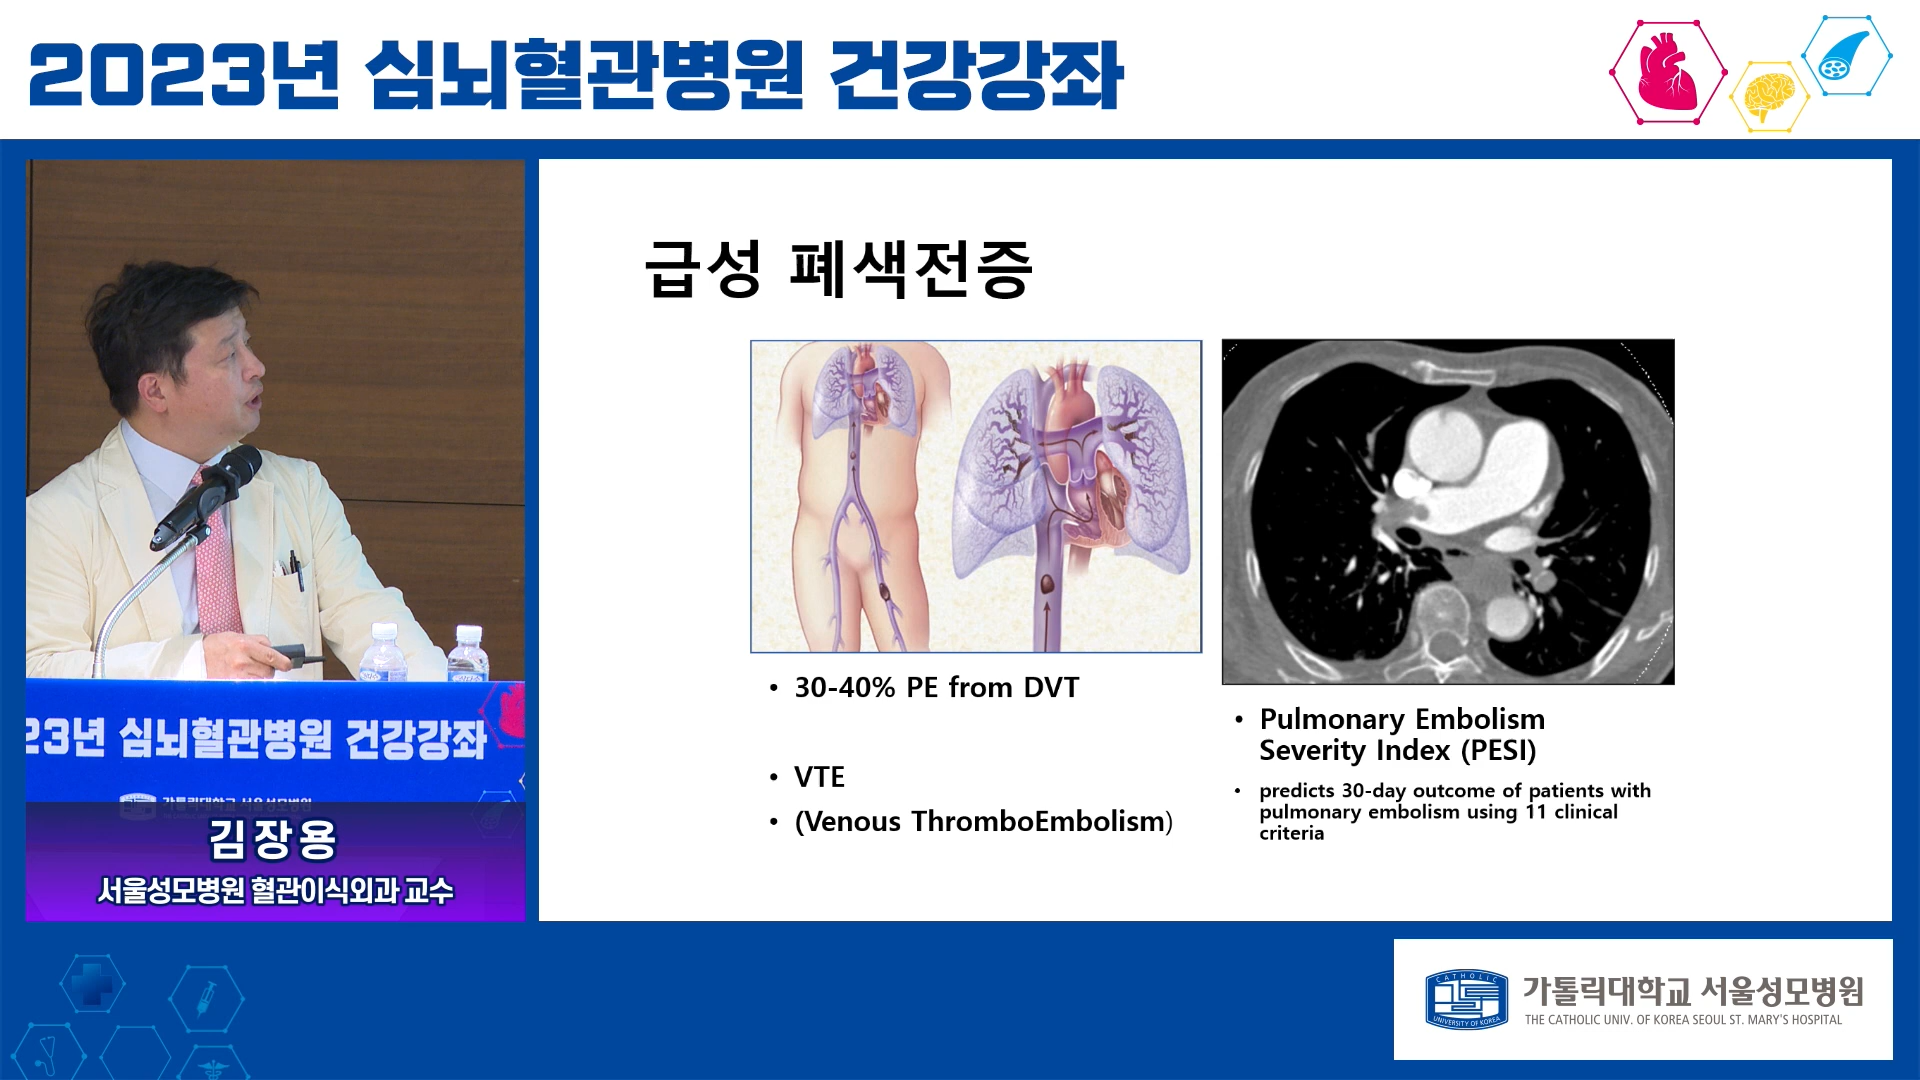 2023년 심뇌혈관병원 건강강좌
급성 폐색전증
• 30-40% PE from DVT
• VTE
• (Venous ThromboEmbolism)
• Pulmonary Embolism
Severity Index (PESI)
• predicts 30-day outcome of patients with
pulmonary embolism using 11 clinical
criteria
23년 심뇌혈관병원 건강강좌
가톨릭대학교 서울성모병원
김장용
서울성모병원 혈관이식외과 교수
CATHOLIC
UNIVERSITY OF KOREA
가톨릭대학교 서울성모병원
THE CATHOLIC UNIV. OF KOREA SEOUL ST. MARY'S HOSPITAL